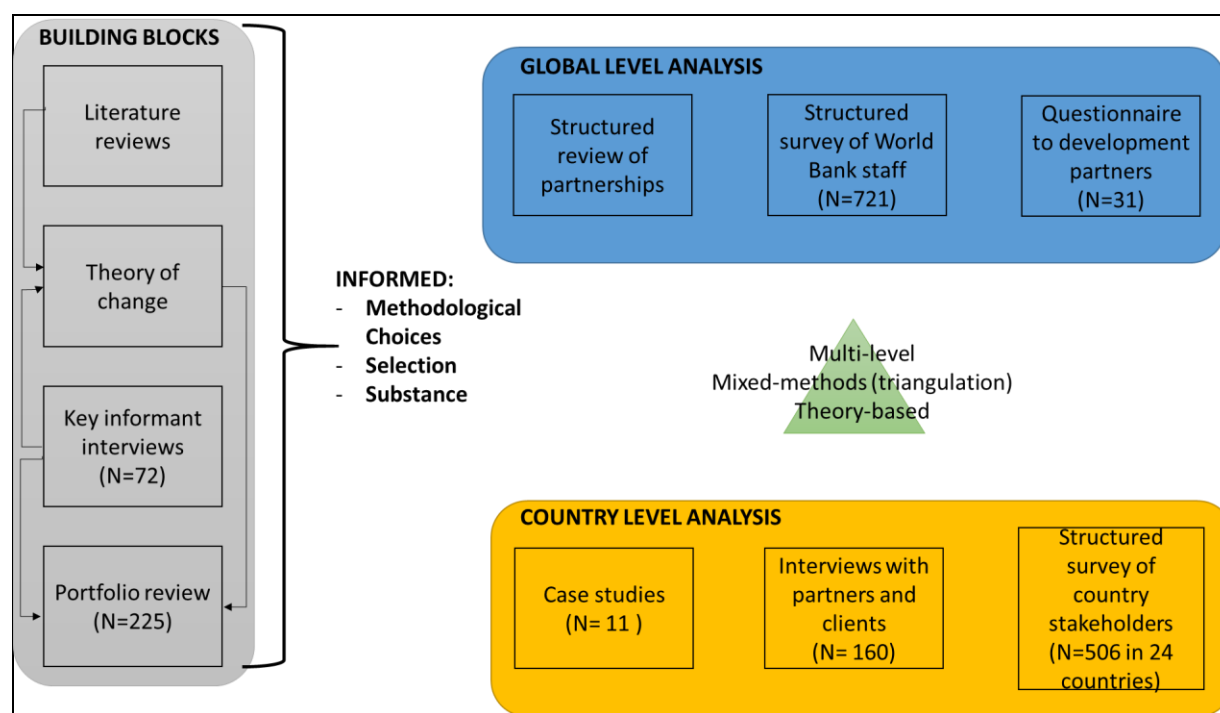 BUILDING BLOCKS
Literature
reviews
Theory of
change
Key informant
interviews
(N=72)
Portfolio review
(N=225)
INFORMED:
- Methodological
Choices
- Selection
- Substance
GLOBAL LEVEL ANALYSIS
Structured
review of
partnerships
Structured
survey of World
Bank staff
(N=721)
Questionnaire
to development
partners
(N=31)
Multi-level
Mixed-methods (triangulation)
Theory-based
COUNTRY LEVEL ANALYSIS
Case studies
(N= 11 )
Interviews with
partners and
clients
(N= 160)
Structured
survey of
country
stakeholders
(N=506 in 24
countries)